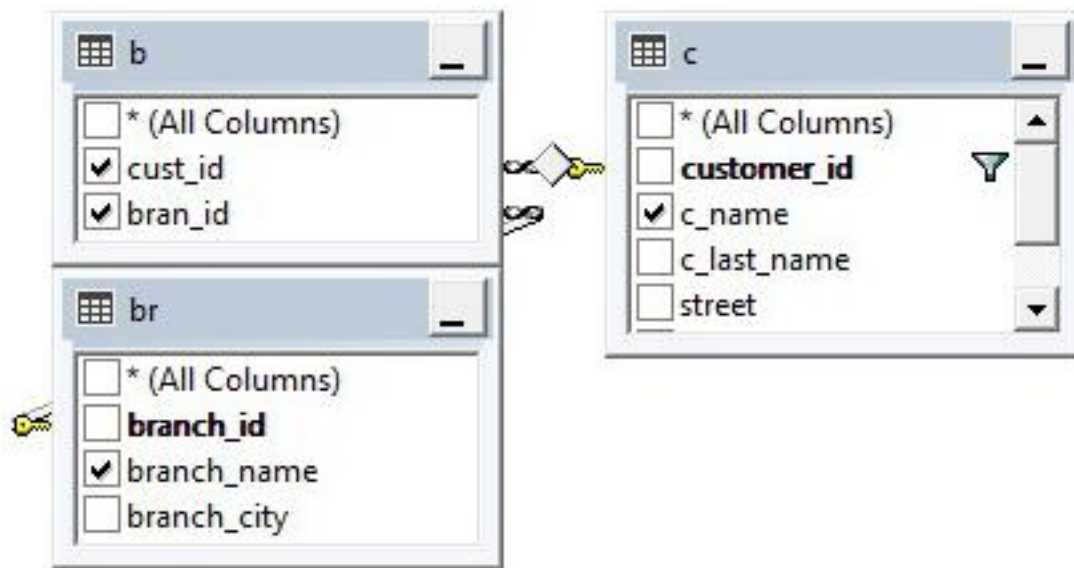 b
* (All Columns)
cust_id
bran_id
br
* (All Columns)
branch_id
branch_name
branch_city
c
* (All Columns)
customer_id
c_name
c_last_name
street